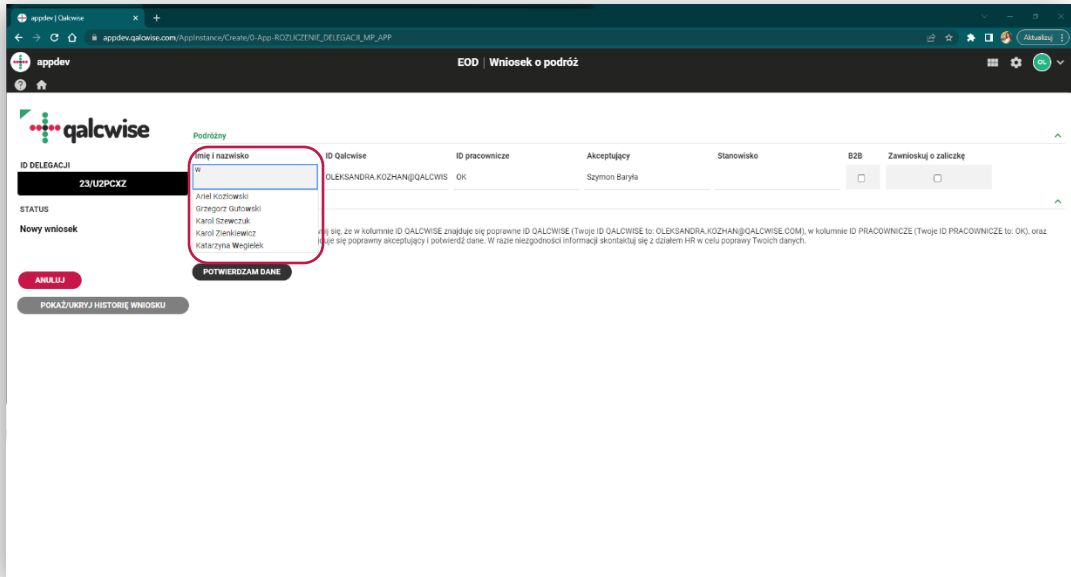 appdev | Qalcwise
appdev.qalcwise.com/AppInstance/Create/0-App-ROZLICZENIE_DELEGACJI_MP_APP
Aktualizuj
appdev
EOD | Wniosek o podróż
OL
qalcwise
Podróżny
Imię i nazwisko ID Qalcwise ID pracownicze Akceptujący Stanowisko B2B Zawnioskuj o zaliczkę
ID DELEGACJI
w
OLEKSANDRA.KOZHAN@QALCWIS OK Szymon Baryła
23/U2PCXZ
Ariel Kozłowski
Grzegorz Gutowski
STATUS
Karol Szewczuk
Nowy wniosek
Karol Zienkiewicz
Katarzyna Wegielek
się, że w kolumnie ID QALCWISE znajduje się poprawne ID QALCWISE (Twoje ID QALCWISE to: OLEKSANDRA.KOZHAN@QALCWISE.COM), w kolumnie ID PRACOWNICZE (Twoje ID PRACOWNICZE to: OK), oraz
się poprawny akceptujący i potwierdź dane. W razie niezgodności informacji skontaktuj się z działem HR w celu poprawy Twoich danych.
POTWIERDZAM DANE
ANULUJ
POKAŻ/UKRYJ HISTORIĘ WNIOSKU